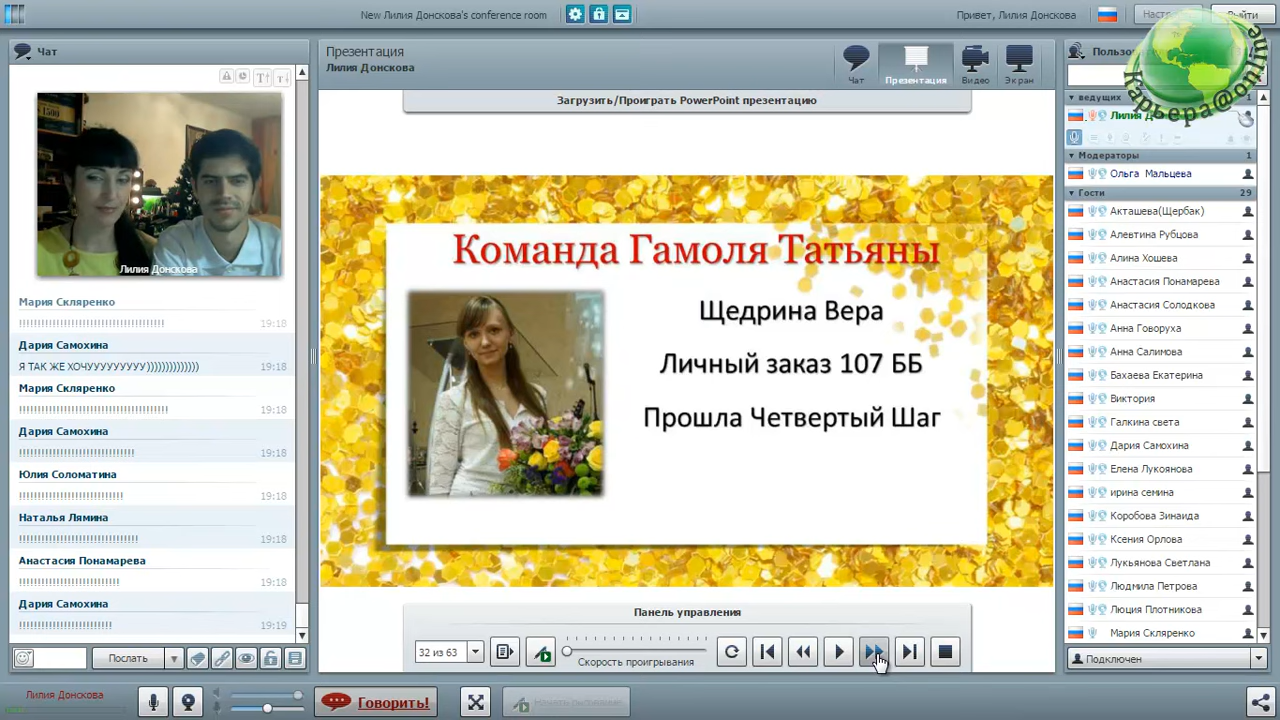 New Лилия Донскова's conference room
Привет, Лилия Донскова
Выйти
Чат
Лилия Донскова
Мария Скляренко
!!!!!!!!!!!!!!!!!!!!!!!!!!!!!!!!!!!!!! 19:18
Дария Самохина
Я ТАК ЖЕ ХОЧУУУУУУУУУ)))))))))))))) 19:18
Мария Скляренко
!!!!!!!!!!!!!!!!!!!!!!!!!!!!!!!!!!!!!!! 19:18
Дария Самохина
!!!!!!!!!!!!!!!!!!!!!!!!!!!!!! 19:18
Юлия Соломатина
!!!!!!!!!!!!!!!!!!!!!!!!!!! 19:18
Наталья Лямина
!!!!!!!!!!!!!!!!!!!!!!!!!!!!!!! 19:18
Анастасия Понамарева
!!!!!!!!!!!!!!!!!!!!!!!!!! 19:18
Дария Самохина
!!!!!!!!!!!!!!!!!!!!!!!! 19:19
Послать
Презентация
Лилия Донскова
Чат
Презентация
Видео
Экран
Загрузить/Проиграть PowerPoint презентацию
Команда Гамоля Татьяны
Щедрина Вера
Личный заказ 107 ББ
Прошла Четвертый Шаг
Панель управления
32 из 63
Скорость проигрывания
карьера@online
ведущих 1
Лилия
Модераторы 1
Ольга Мальцева
Гости 29
Акташева(Щербак)
Алевтина Рубцова
Алина Хошева
Анастасия Понамарева
Анастасия Солодкова
Анна Говоруха
Анна Салимова
Бахаева Екатерина
Виктория
Галкина света
Дария Самохина
Елена Лукоянова
ирина семина
Коробова Зинаида
Ксения Орлова
Лукьянова Светлана
Людмила Петрова
Люция Плотникова
Мария Скляренко
Подключен
Лилия Донскова
Говорить!